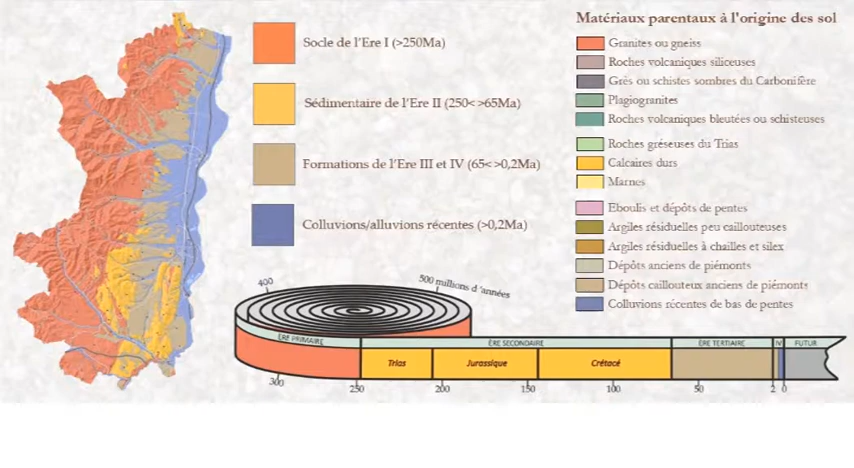 Matériaux parentaux à l'origine des sol
Socle de l'Ere I (>250Ma)
Sédimentaire de l'Ere II (250<>65Ma)
Formations de l'Ere III et IV (65<>0,2Ma)
Colluvions/alluvions récentes (>0,2Ma)
Granites ou gneiss
Roches volcaniques siliceuses
Grès ou schistes sombres du Carbonifère
Plagiogranites
Roches volcaniques bleutées ou schisteuses
Roches gréseuses du Trias
Calcaires durs
Marnes
Eboulis et dépôts de pentes
Argiles résiduelles peu caillouteuses
Argiles résiduelles à chailles et silex
Dépôts anciens de piémonts
Dépôts caillouteux anciens de piémonts
Colluvions récentes de bas de pentes
400
500 millions d'années
ÈRE PRIMAIRE
ÈRE SECONDAIRE
ÈRE TERTIAIRE
IV
FUTUR
Trias
Jurassique
Crétacé
300
250
200
150
100
50
2
0